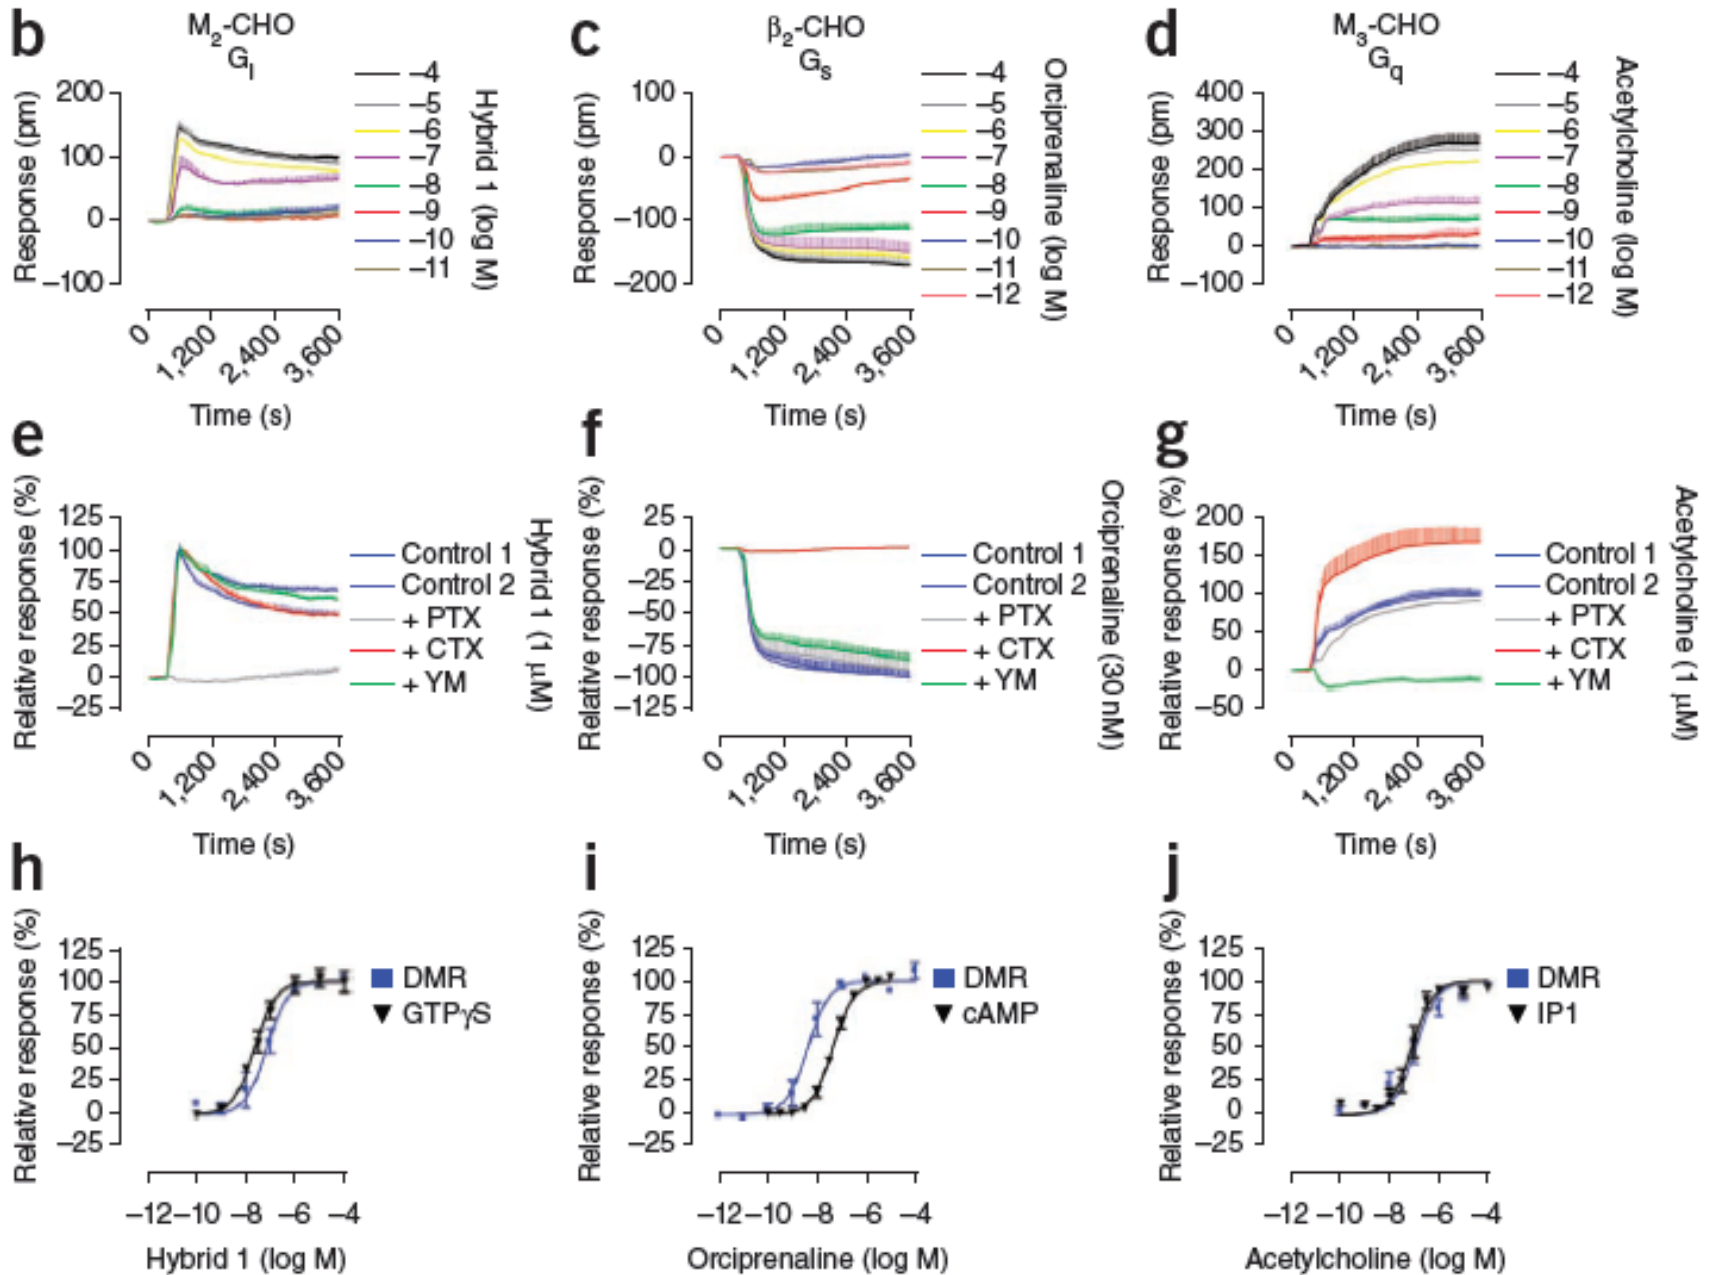 b
M2-CHO
GI
Response (pm)
200
100
0
–100
0
1,200
2,400
3,600
Time (s)
–4
–5
–6
–7
–8
–9
–10
–11
Hybrid 1 (log M)
c
β2-CHO
Gs
Response (pm)
100
0
–100
–200
0
1,200
2,400
3,600
Time (s)
–4
–5
–6
–7
–8
–9
–10
–11
–12
Orciprenaline (log M)
d
M3-CHO
Gq
Response (pm)
400
300
200
100
0
–100
0
1,200
2,400
3,600
Time (s)
–4
–5
–6
–7
–8
–9
–10
–11
–12
Acetylcholine (log M)
e
Relative response (%)
125
100
75
50
25
0
–25
0
1,200
2,400
3,600
Time (s)
Control 1
Control 2
+ PTX
+ CTX
+ YM
Hybrid 1 (1 μM)
f
Relative response (%)
25
0
–25
–50
–75
–100
–125
0
1,200
2,400
3,600
Time (s)
Control 1
Control 2
+ PTX
+ CTX
+ YM
Orciprenaline (30 nM)
g
Relative response (%)
200
150
100
50
0
–50
0
1,200
2,400
3,600
Time (s)
Control 1
Control 2
+ PTX
+ CTX
+ YM
Acetylcholine (1 μM)
h
Relative response (%)
125
100
75
50
25
0
–25
–12 –10 –8 –6 –4
Hybrid 1 (log M)
DMR
GTPγS
i
Relative response (%)
125
100
75
50
25
0
–25
–12 –10 –8 –6 –4
Orciprenaline (log M)
DMR
cAMP
j
Relative response (%)
125
100
75
50
25
0
–25
–12 –10 –8 –6 –4
Acetylcholine (log M)
DMR
IP1